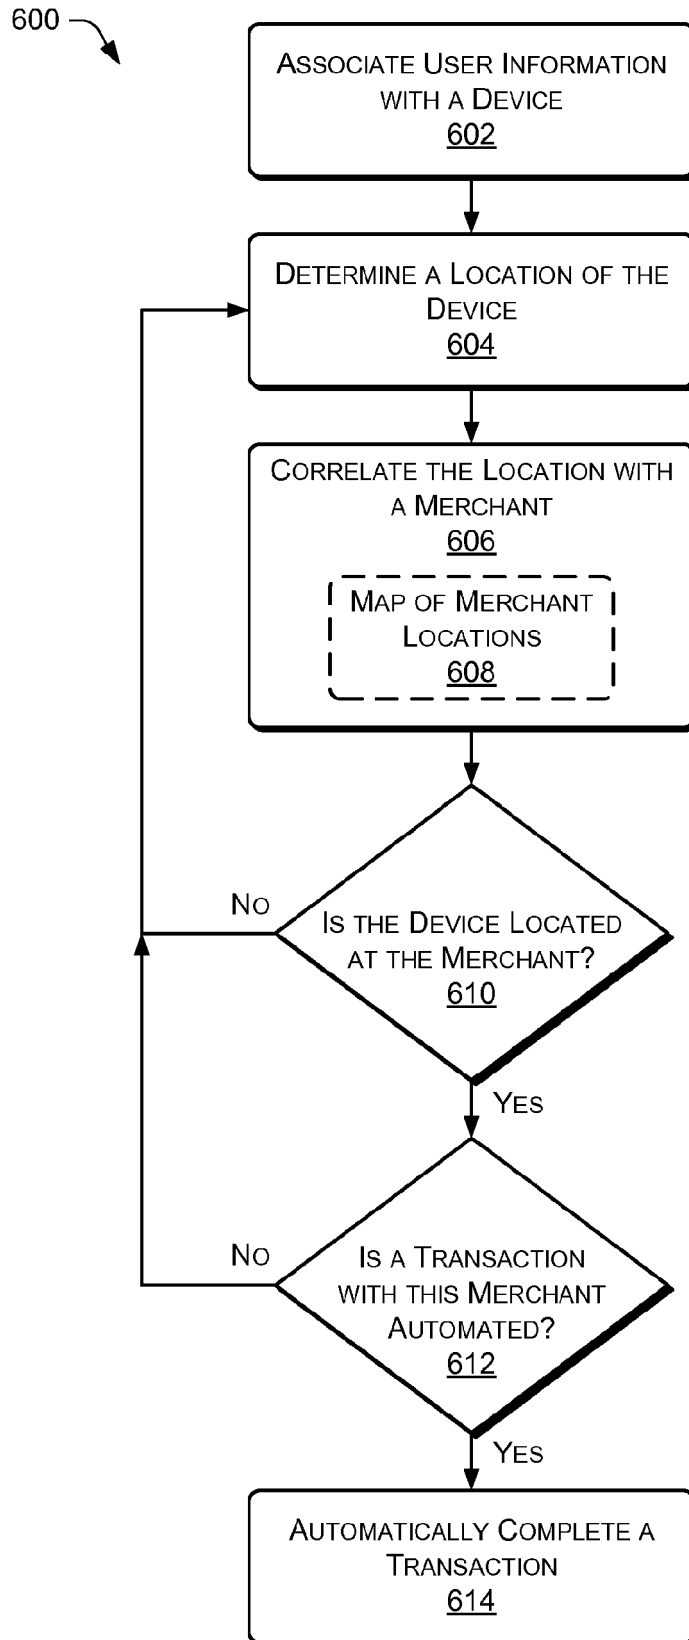 600
ASSOCIATE USER INFORMATION
WITH A DEVICE
602
DETERMINE A LOCATION OF THE
DEVICE
604
CORRELATE THE LOCATION WITH
A MERCHANT
606
MAP OF MERCHANT
LOCATIONS
608
NO
IS THE DEVICE LOCATED
AT THE MERCHANT?
610
YES
NO
IS A TRANSACTION
WITH THIS MERCHANT
AUTOMATED?
612
YES
AUTOMATICALLY COMPLETE A
TRANSACTION
614